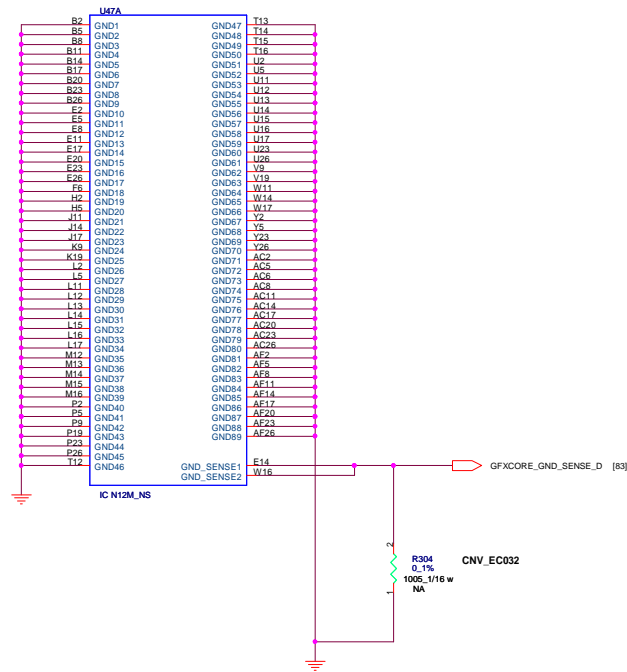 U47A
B2 GND1 GND47 T13
B5 GND2 GND48 T14
B8 GND3 GND49 T15
B11 GND4 GND50 T16
B14 GND5 GND51 U2
B17 GND6 GND52 U5
B20 GND7 GND53 U11
B23 GND8 GND54 U12
B26 GND9 GND55 U13
E2 GND10 GND56 U14
E5 GND11 GND57 U15
E8 GND12 GND58 U16
E11 GND13 GND59 U17
E17 GND14 GND60 U23
E20 GND15 GND61 U26
E23 GND16 GND62 V9
E26 GND17 GND63 V19
F6 GND18 GND64 W11
H2 GND19 GND65 W14
H5 GND20 GND66 W17
J11 GND21 GND67 Y2
J14 GND22 GND68 Y5
J17 GND23 GND69 Y23
K9 GND24 GND70 Y26
K19 GND25 GND71 AC2
L2 GND26 GND72 AC5
L5 GND27 GND73 AC6
L11 GND28 GND74 AC8
L12 GND29 GND75 AC11
L13 GND30 GND76 AC14
L14 GND31 GND77 AC17
L15 GND32 GND78 AC20
L16 GND33 GND79 AC23
L17 GND34 GND80 AC26
M12 GND35 GND81 AF2
M13 GND36 GND82 AF5
M14 GND37 GND83 AF8
M15 GND38 GND84 AF11
M16 GND39 GND85 AF14
P2 GND40 GND86 AF17
P5 GND41 GND87 AF20
P9 GND42 GND88 AF23
P19 GND43 GND89 AF26
P23 GND44
P26 GND45
T12 GND46 GND_SENSE1 E14 GFXCORE_GND_SENSE_D [83]
GND_SENSE2 W16
IC N12M_NS
2
R304 CNV_EC032
0_1%
1005_1/16 w
NA
1